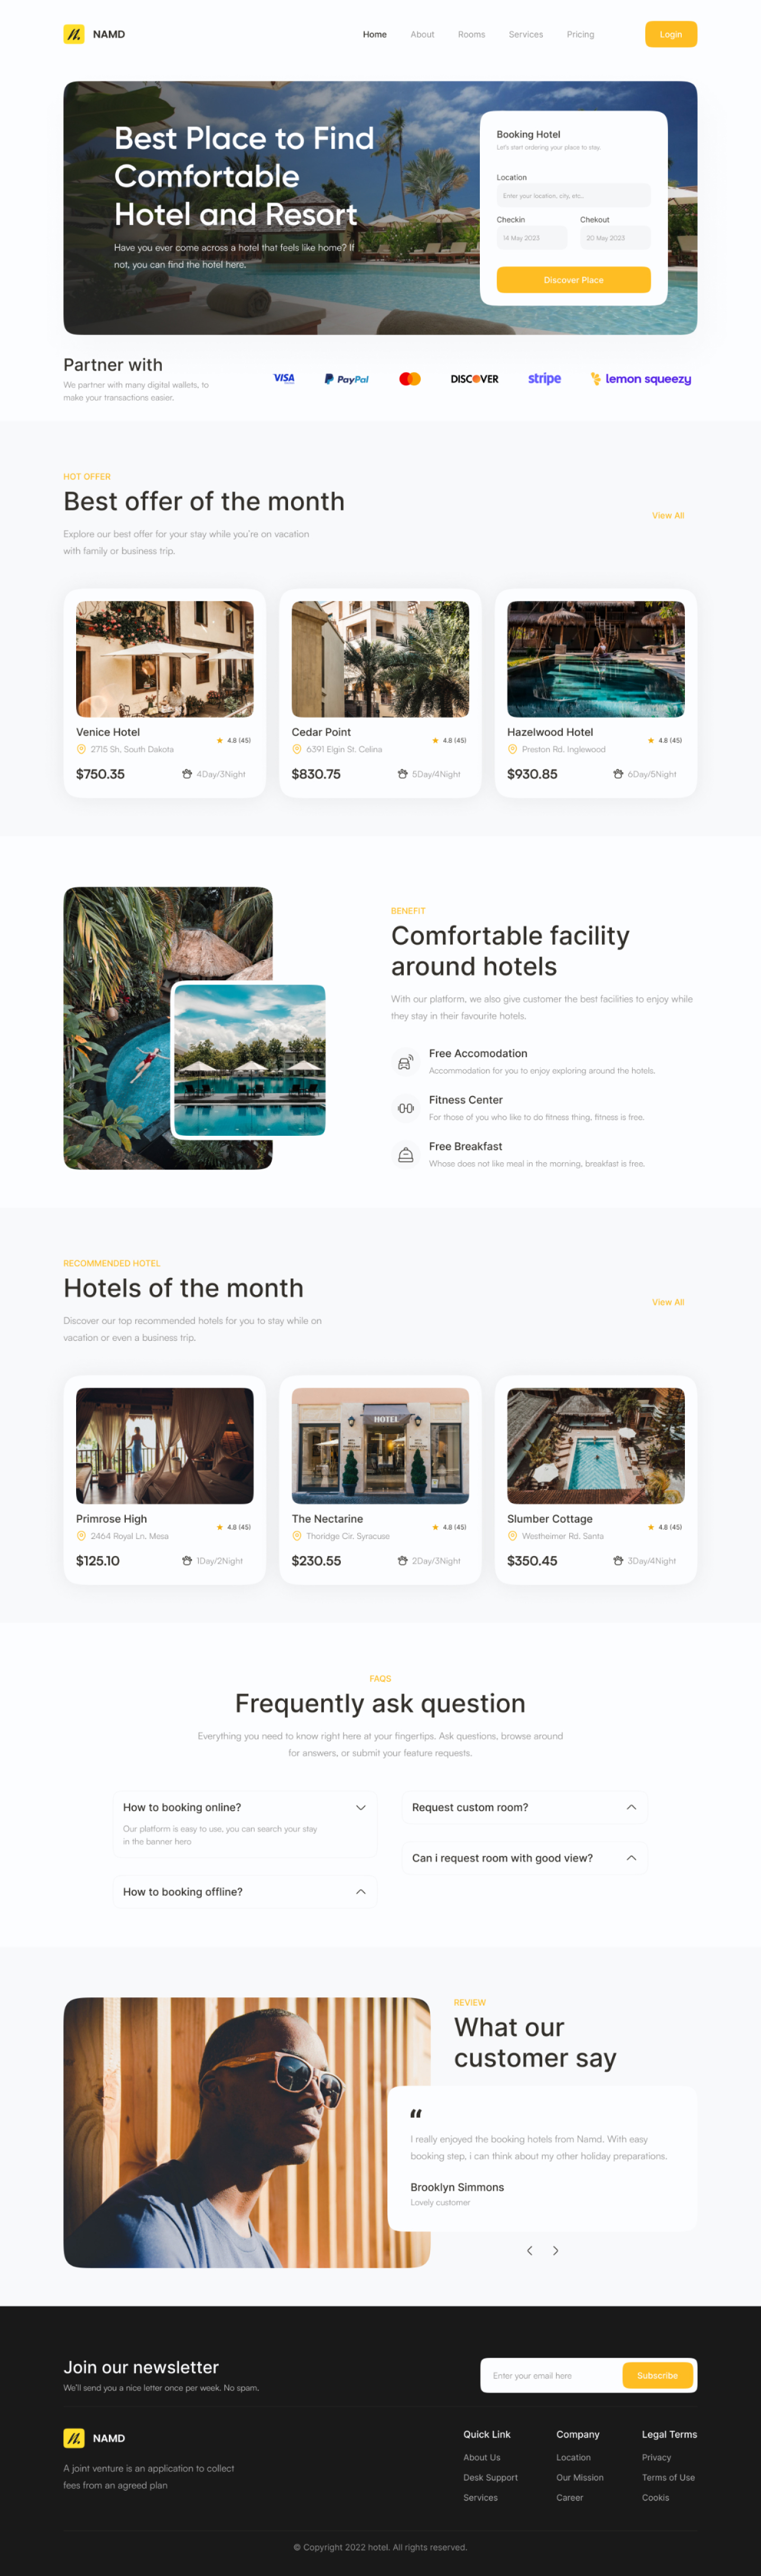 NAMD
Home
About
Rooms
Services
Pricing
Login
Best Place to Find
Comfortable
Hotel and Resort
Have you ever come across a hotel that feels like home? If
not, you can find the hotel here.
Booking Hotel
Let's start ordering your place to stay.
Location
Enter your location, city, etc..
Checkin
Chekout
14 May 2023
20 May 2023
Discover Place
Partner with
We partner with many digital wallets, to
make your transactions easier.
VISA
PayPal
DISCOVER
stripe
lemon squeezy
HOT OFFER
Best offer of the month
Explore our best offer for your stay while you're on vacation
with family or business trip.
View All
Venice Hotel
2715 Sh, South Dakota
4.8 (45)
$750.35
4Day/3Night
Cedar Point
6391 Elgin St. Celina
4.8 (45)
$830.75
5Day/4Night
Hazelwood Hotel
Preston Rd. Inglewood
4.8 (45)
$930.85
6Day/5Night
BENEFIT
Comfortable facility
around hotels
With our platform, we also give customer the best facilities to enjoy while
they stay in their favourite hotels.
Free Accomodation
Accommodation for you to enjoy exploring around the hotels.
Fitness Center
For those of you who like to do fitness thing, fitness is free.
Free Breakfast
Whose does not like meal in the morning, breakfast is free.
RECOMMENDED HOTEL
Hotels of the month
Discover our top recommended hotels for you to stay while on
vacation or even a business trip.
View All
HOTEL
Primrose High
2464 Royal Ln, Mesa
4.8 (45)
$125.10
1Day/2Night
The Nectarine
Thoridge Cir. Syracuse
4.8 (45)
$230.55
2Day/3Night
Slumber Cottage
Westheimer Rd. Santa
4.8 (45)
$350.45
3Day/4Night
FAQS
Frequently ask question
Everything you need to know right here at your fingertips. Ask questions, browse around
for answers, or submit your feature requests.
How to booking online?
Our platform is easy to use, you can search your stay
in the banner hero
How to booking offline?
Request custom room?
Can i request room with good view?
REVIEW
What our
customer say
“
I really enjoyed the booking hotels from Namd. With easy
booking step, i can think about my other holiday preparations.
Brooklyn Simmons
Lovely customer
Join our newsletter
We'll send you a nice letter once per week. No spam.
Enter your email here
Subscribe
NAMD
A joint venture is an application to collect
fees from an agreed plan
Quick Link
About Us
Desk Support
Services
Company
Location
Our Mission
Career
Legal Terms
Privacy
Terms of Use
Cookis
© Copyright 2022 hotel. All rights reserved.